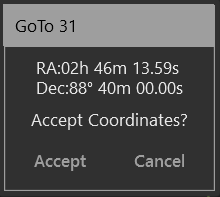 GoTo 31
RA:02h 46m 13.59s
Dec:88° 40m 00.00s
Accept Coordinates?
Accept Cancel